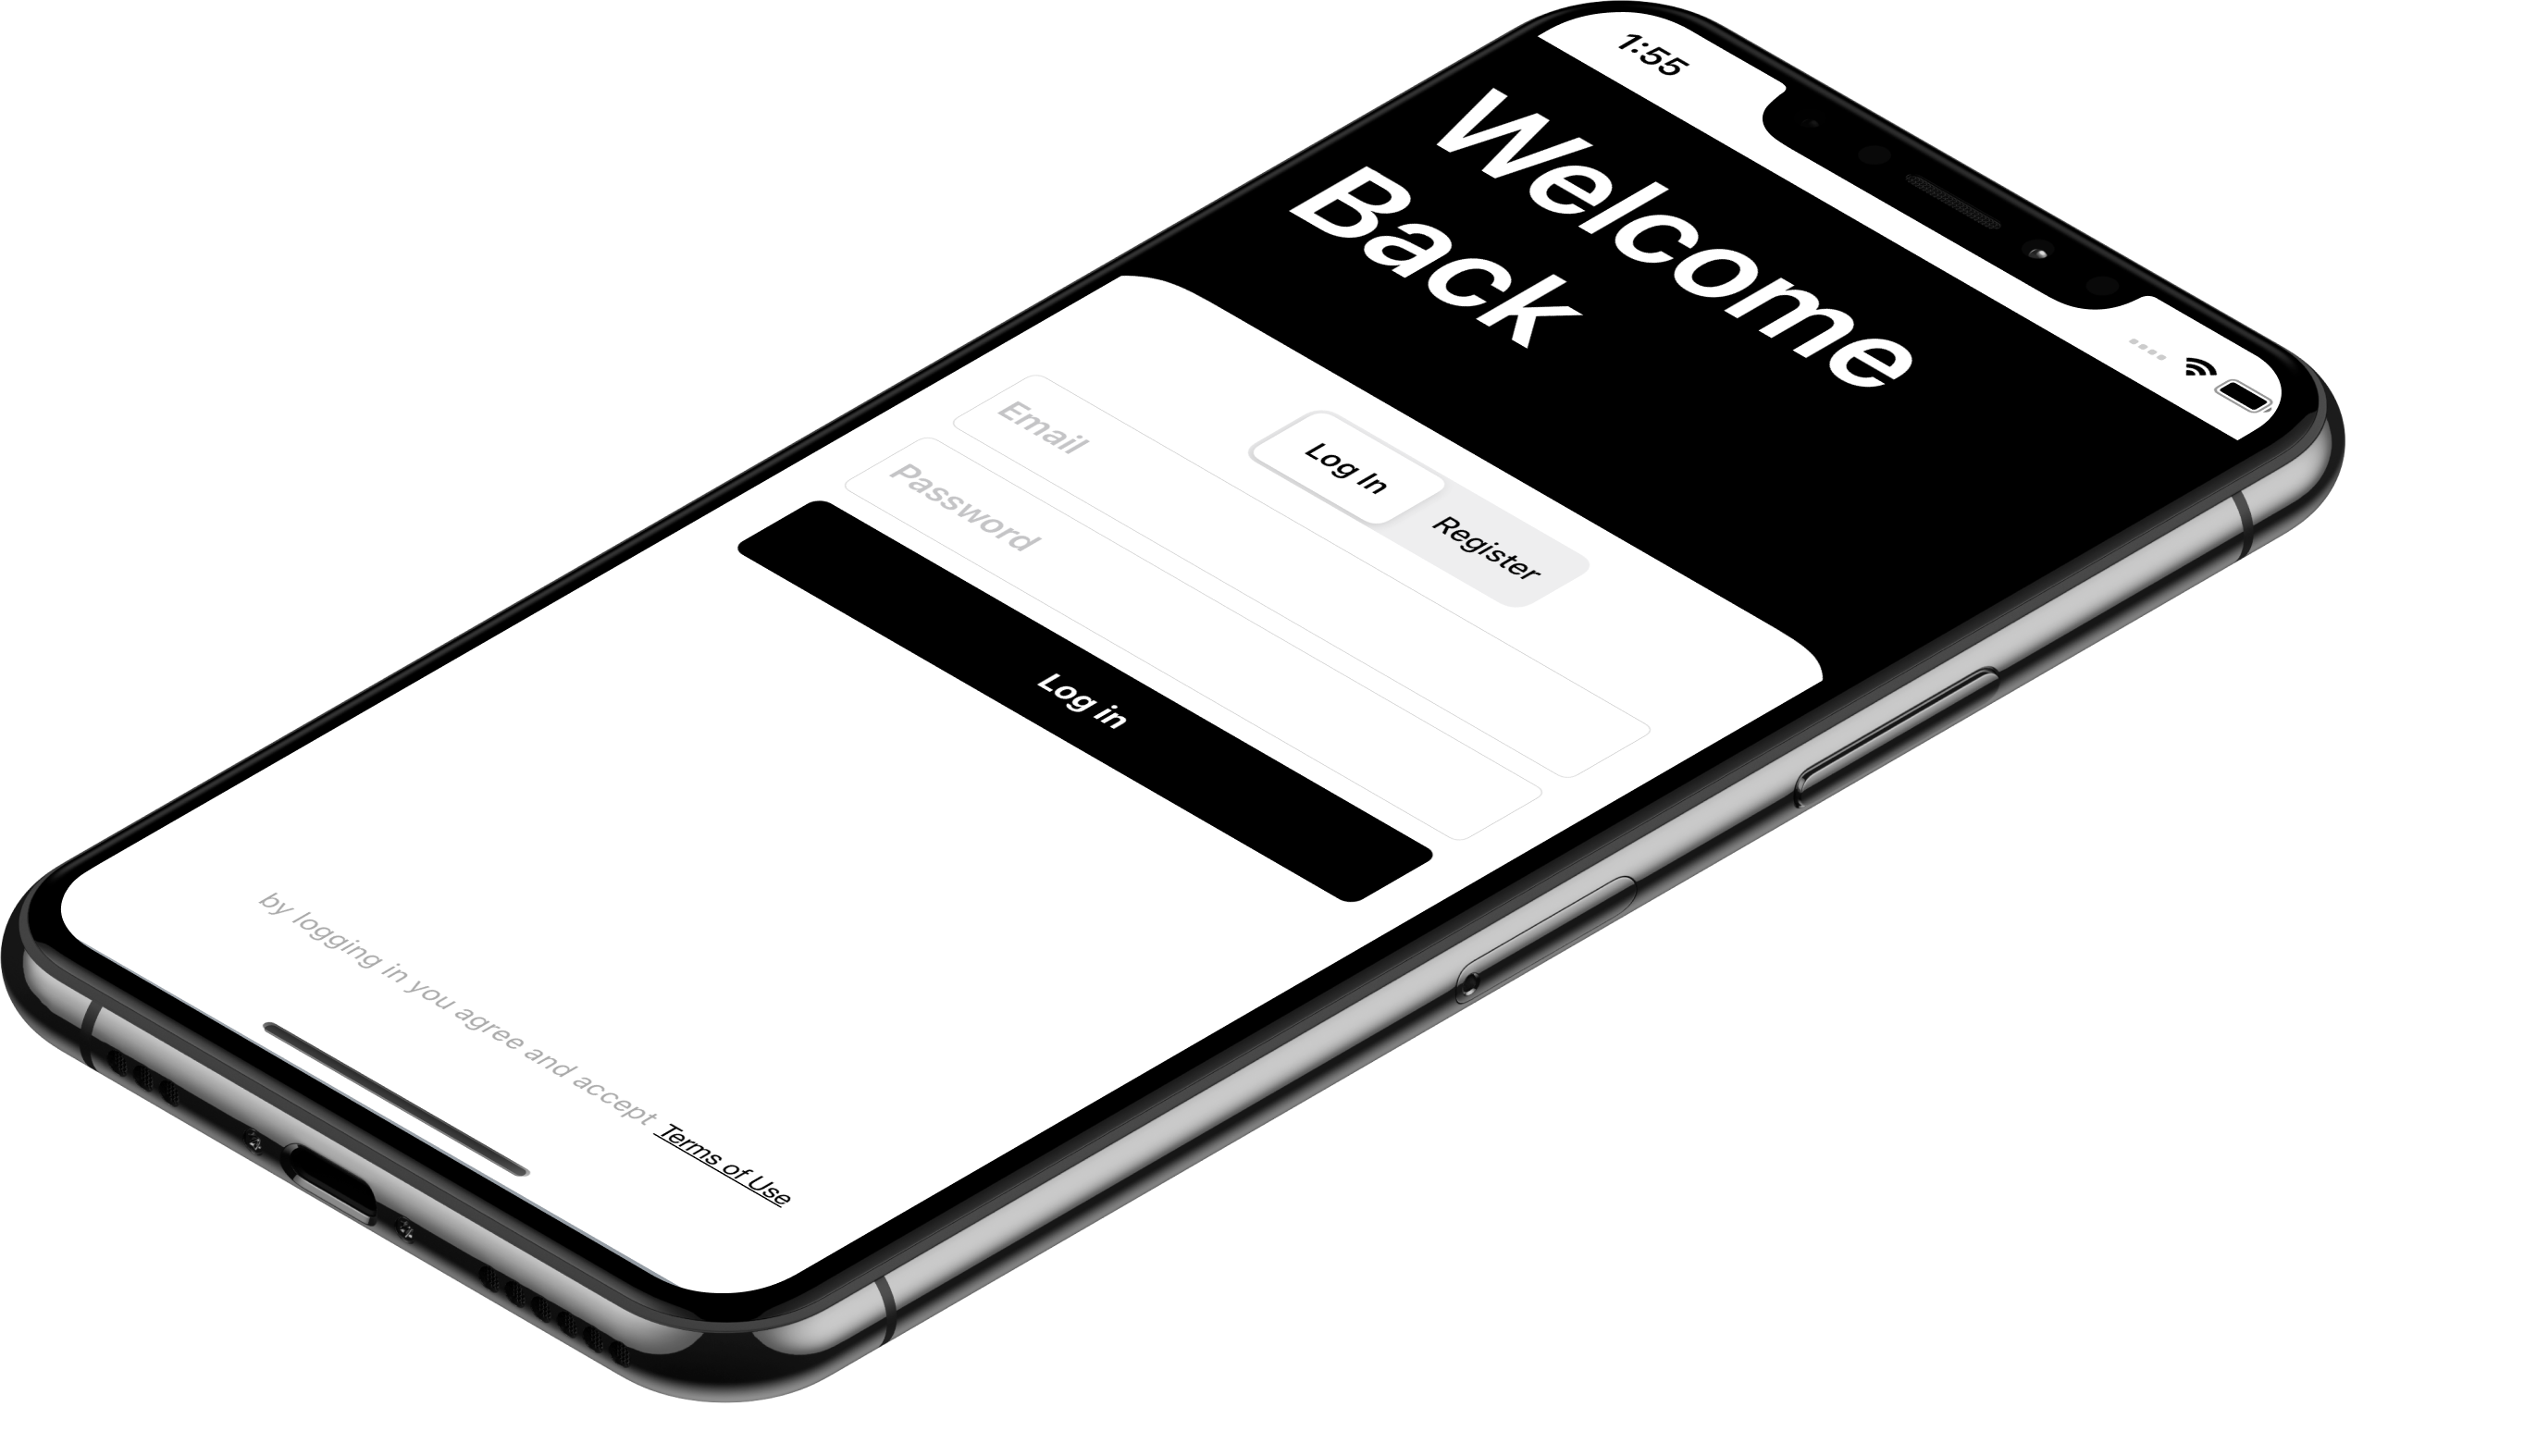 1:55
Welcome
Back
Log In
Register
Email
Password
Log in
by logging in you agree and accept Terms of Use